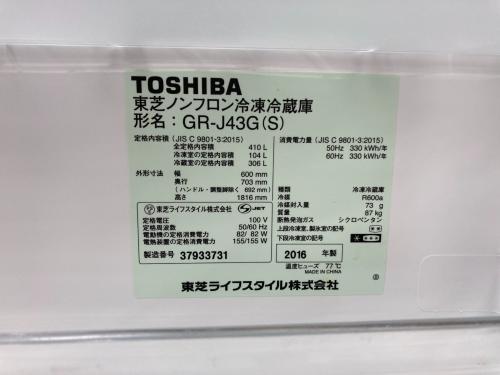 TOSHIBA
東芝ノンフロン冷凍冷蔵庫
形名：GR-J43G(S)
定格内容積（JIS C 9801-3:2015）
全定格内容積 410 L
冷凍室の定格内容積 104 L
冷蔵室の定格内容積 306 L
外形寸法 幅 600 mm
奥行 703 mm
（ハンドル・調整脚除く 692 mm）
高さ 1816 mm
消費電力量（JIS C 9801-3:2015）
50Hz 330 kWh/年
60Hz 330 kWh/年
種類 冷凍冷蔵庫
冷媒 R600a
冷媒封入量 73 g
質量 87 kg
断熱発泡ガス シクロペンタン
上段冷凍室、製氷室の記号 ＊＊
下段冷凍室の記号 ＊ ＊＊＊
東芝ライフスタイル株式会社 S-JET
定格電圧 100 V
定格周波数 50/60 Hz
電動機の定格消費電力 82/ 82 W
電熱装置の定格消費電力 155/155 W
製造番号 37933731
2016 年製
温度ヒューズ 77℃
MADE IN CHINA
東芝ライフスタイル株式会社